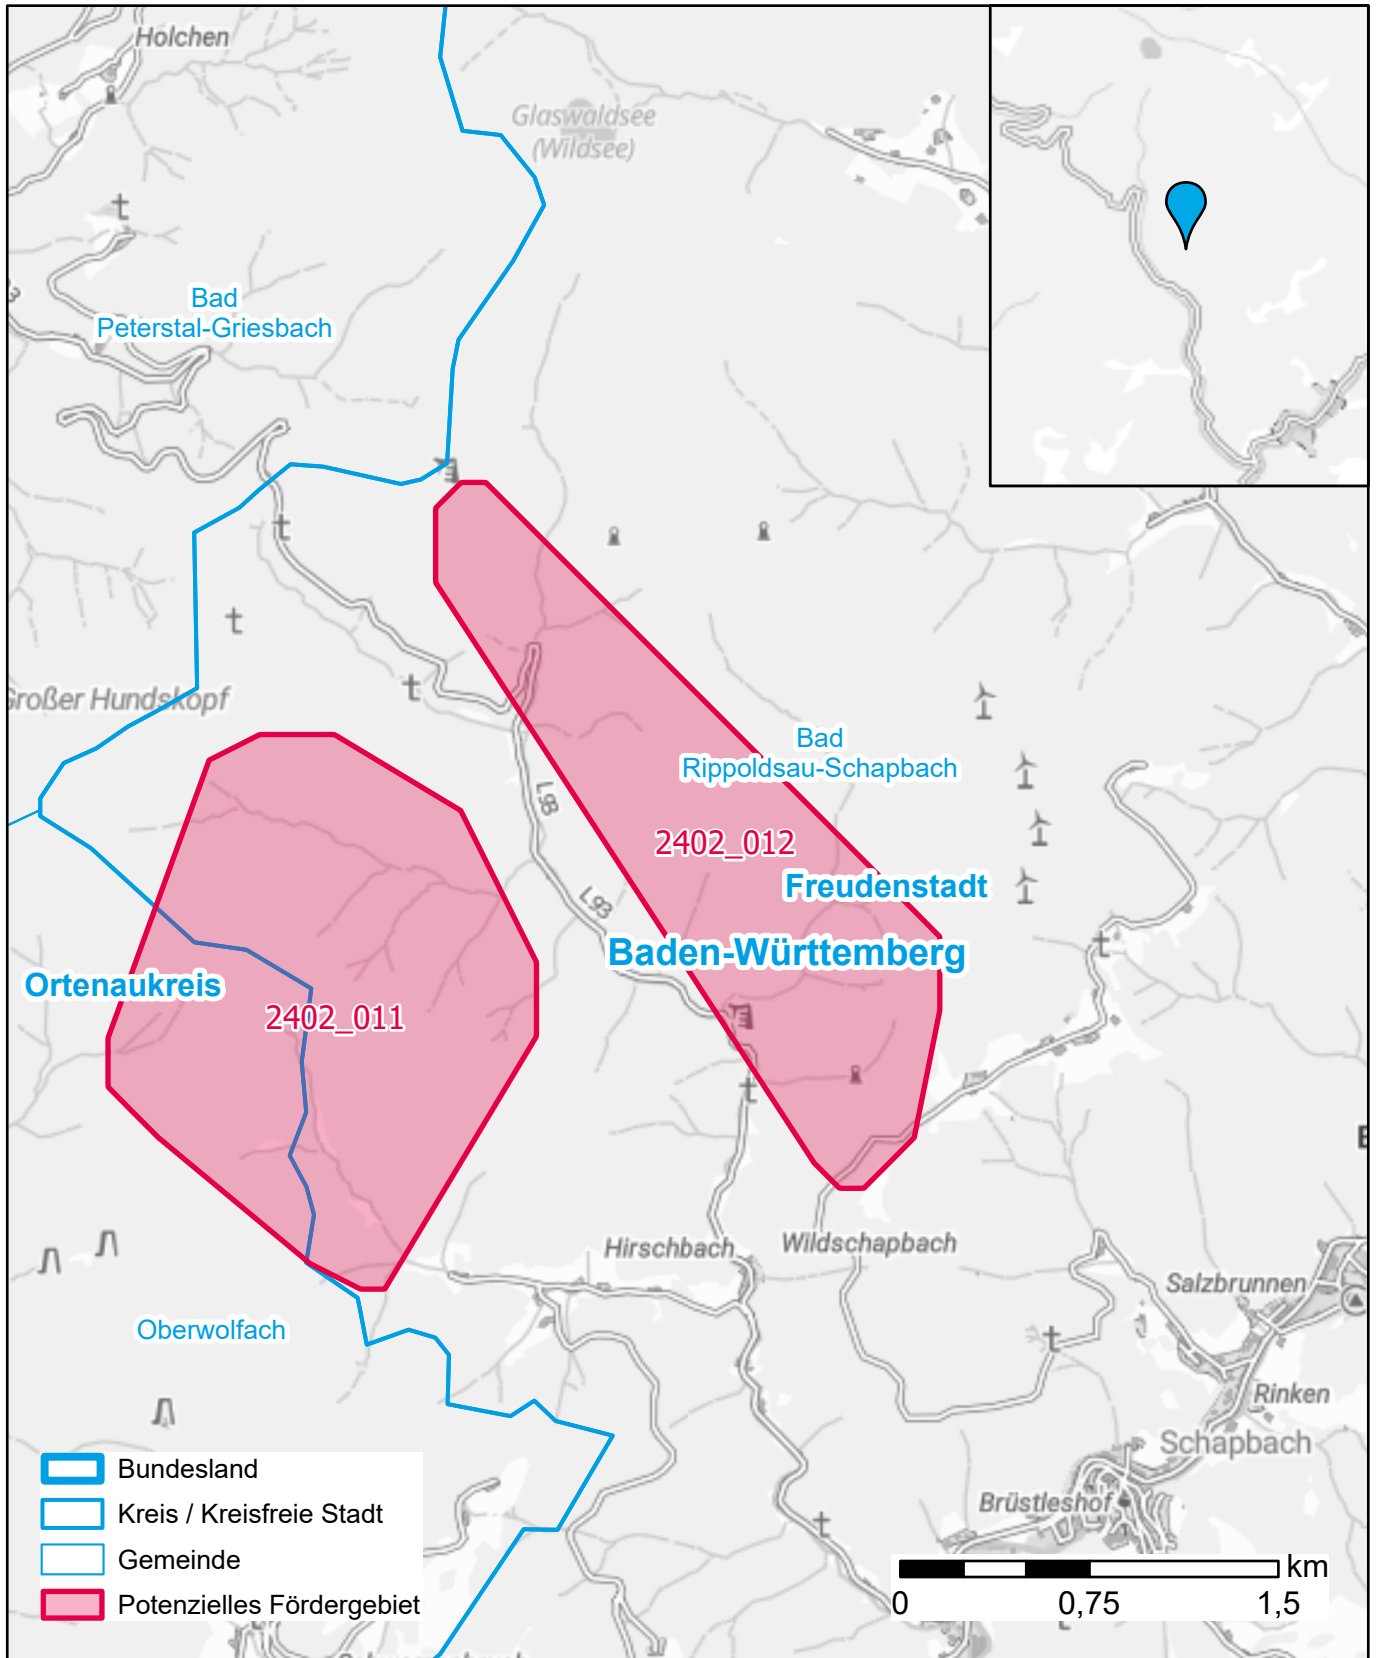 Holchen
Glaswaldsee
(Wildsee)
Bad
Peterstal-Griesbach
Großer Hundskopf
L93
Bad
Rippoldsau-Schapbach
2402_012
Freudenstadt
L93
Baden-Württemberg
Ortenaukreis
2402_011
Hirschbach
Wildschapbach
Salzbrunnen
Oberwolfach
Rinken
Schapbach
Brüstleshof
Bundesland
Kreis / Kreisfreie Stadt
Gemeinde
Potenzielles Fördergebiet
km
0
0,75
1,5